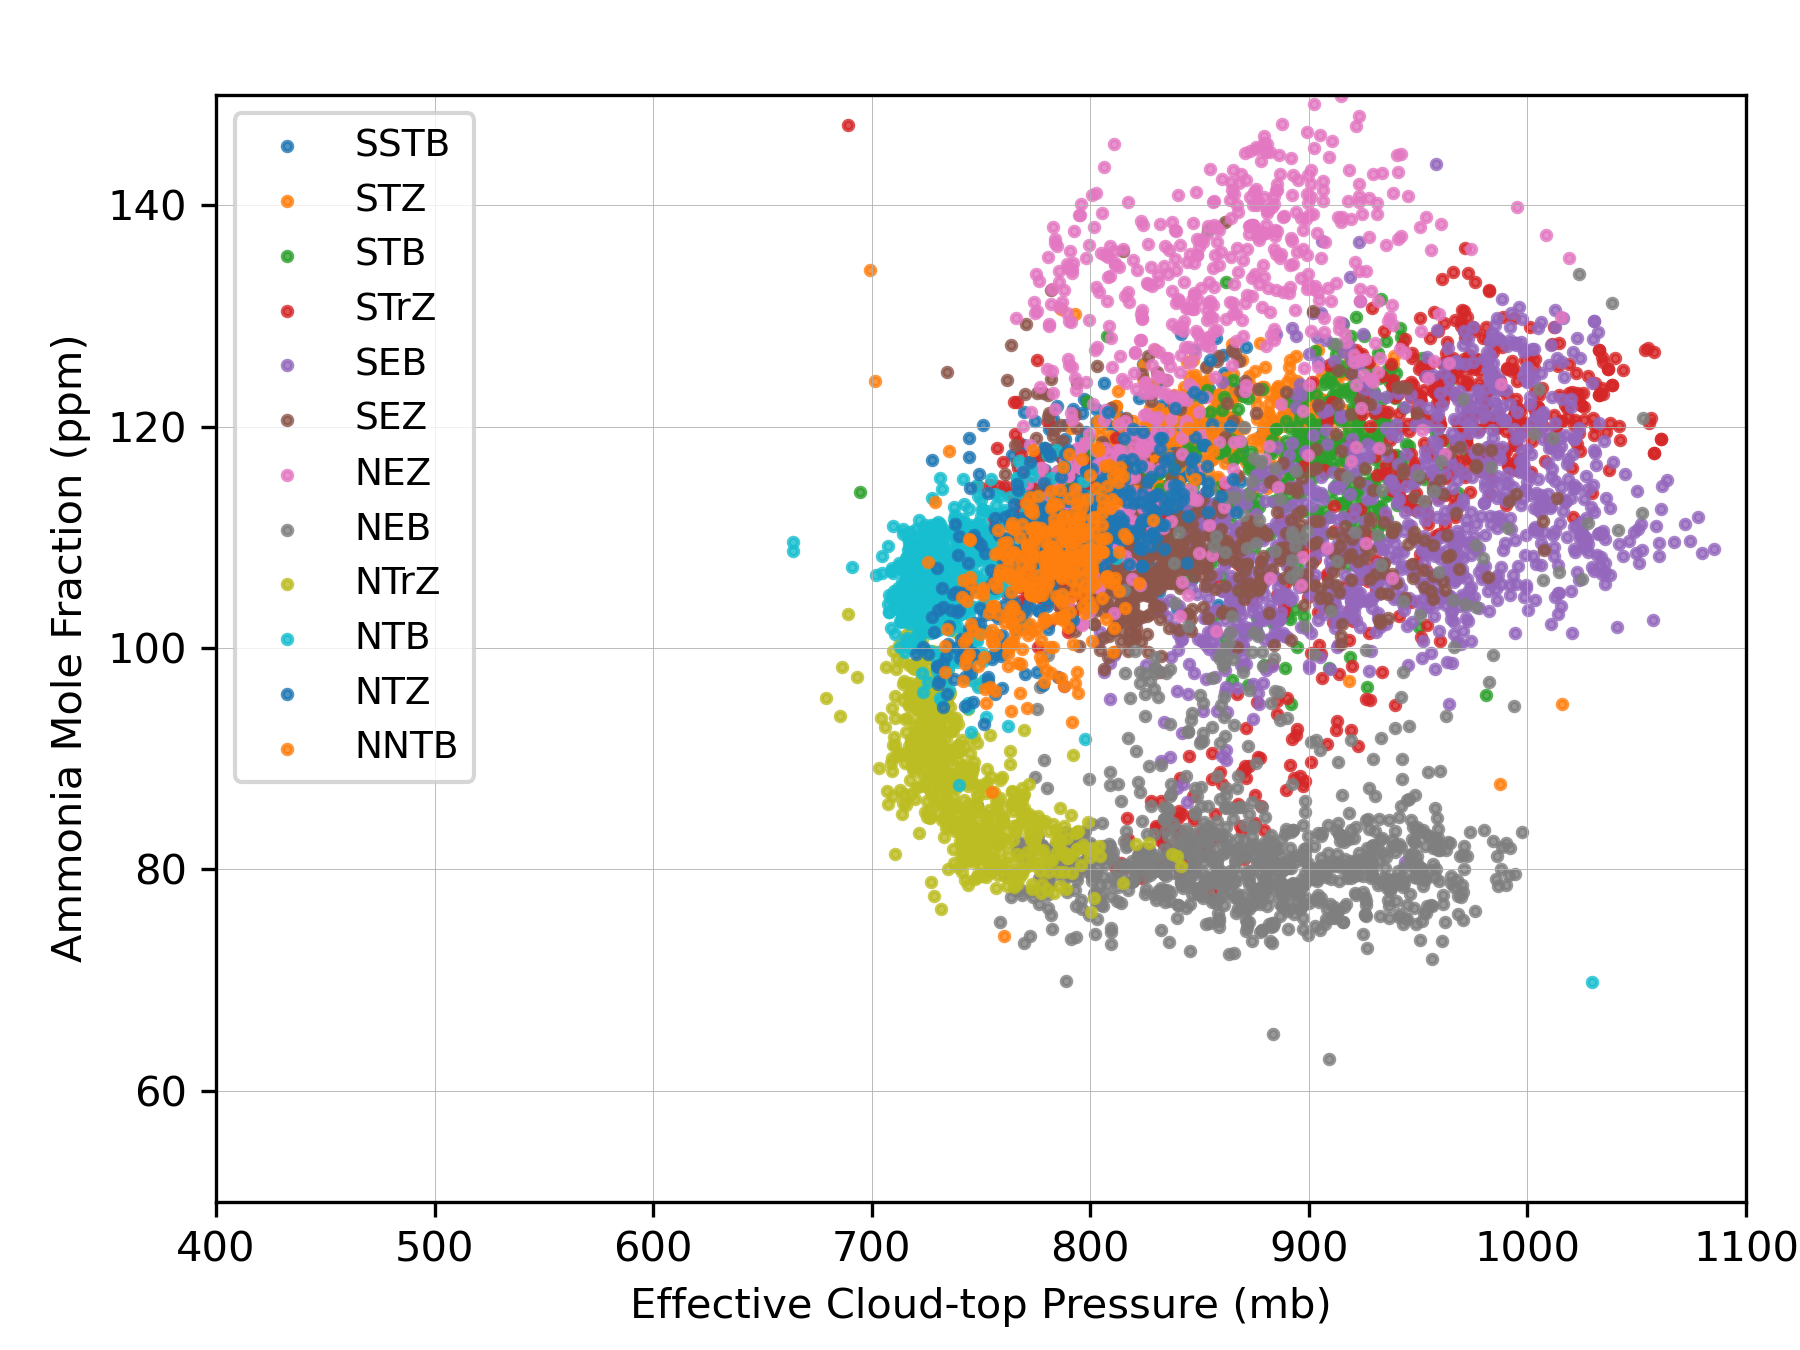 SSTB
STZ
STB
STrZ
SEB
SEZ
NEZ
NEB
NTrZ
NTB
NTZ
NNTB
140
120
100
80
60
Ammonia Mole Fraction (ppm)
400 500 600 700 800 900 1000 1100
Effective Cloud-top Pressure (mb)